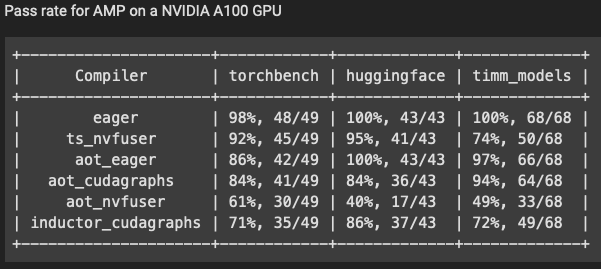 Pass rate for AMP on a NVIDIA A100 GPU
+----------------------+------------+-------------+-------------+
|       Compiler       | torchbench | huggingface | timm_models |
+----------------------+------------+-------------+-------------+
|        eager         | 98%, 48/49 | 100%, 43/43 | 100%, 68/68 |
|      ts_nvfuser      | 92%, 45/49 | 95%, 41/43  | 74%, 50/68  |
|      aot_eager       | 86%, 42/49 | 100%, 43/43 | 97%, 66/68  |
|    aot_cudagraphs    | 84%, 41/49 | 84%, 36/43  | 94%, 64/68  |
|     aot_nvfuser      | 61%, 30/49 | 40%, 17/43  | 49%, 33/68  |
| inductor_cudagraphs  | 71%, 35/49 | 86%, 37/43  | 72%, 49/68  |
+----------------------+------------+-------------+-------------+